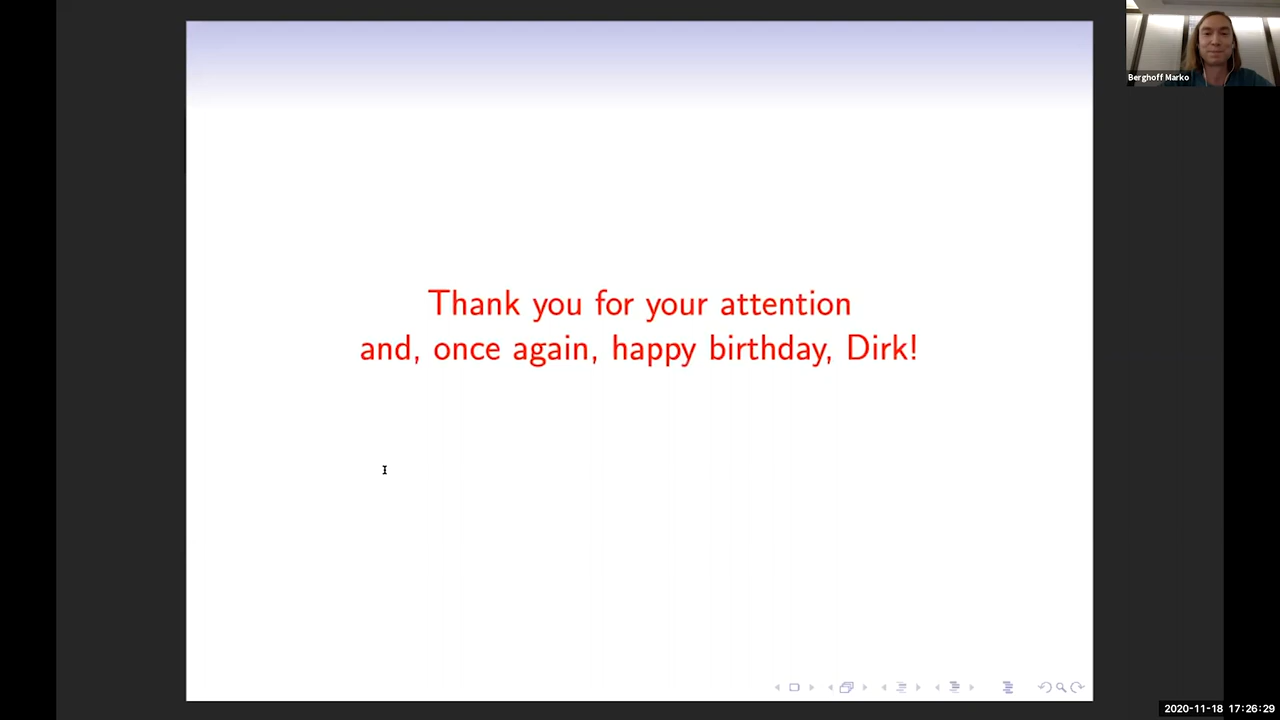 Berghoff Marko
Thank you for your attention
and, once again, happy birthday, Dirk!
2020-11-18 17:26:29